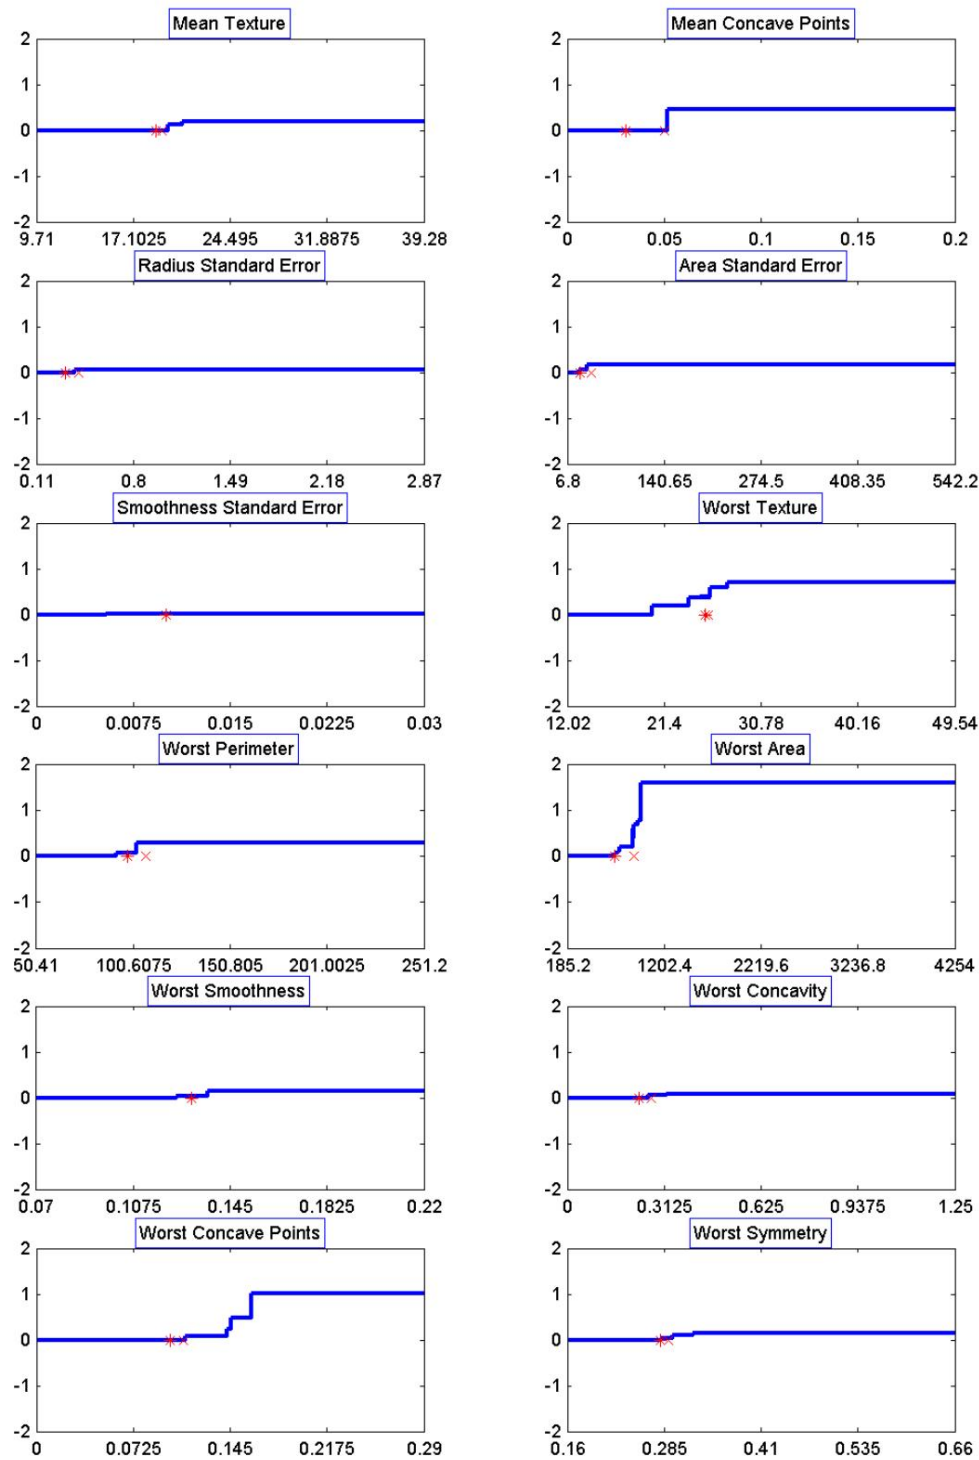 Mean Texture
2
1
0
-1
-2
9.71 17.1025 24.495 31.8875 39.28
Mean Concave Points
2
1
0
-1
-2
0 0.05 0.1 0.15 0.2
Radius Standard Error
2
1
0
-1
-2
0.11 0.8 1.49 2.18 2.87
Area Standard Error
2
1
0
-1
-2
6.8 140.65 274.5 408.35 542.2
Smoothness Standard Error
2
1
0
-1
-2
0 0.0075 0.015 0.0225 0.03
Worst Texture
2
1
0
-1
-2
12.02 21.4 30.78 40.16 49.54
Worst Perimeter
2
1
0
-1
-2
50.41 100.6075 150.805 201.0025 251.2
Worst Area
2
1
0
-1
-2
185.2 1202.4 2219.6 3236.8 4254
Worst Smoothness
2
1
0
-1
-2
0.07 0.1075 0.145 0.1825 0.22
Worst Concavity
2
1
0
-1
-2
0 0.3125 0.625 0.9375 1.25
Worst Concave Points
2
1
0
-1
-2
0 0.0725 0.145 0.2175 0.29
Worst Symmetry
2
1
0
-1
-2
0.16 0.285 0.41 0.535 0.66